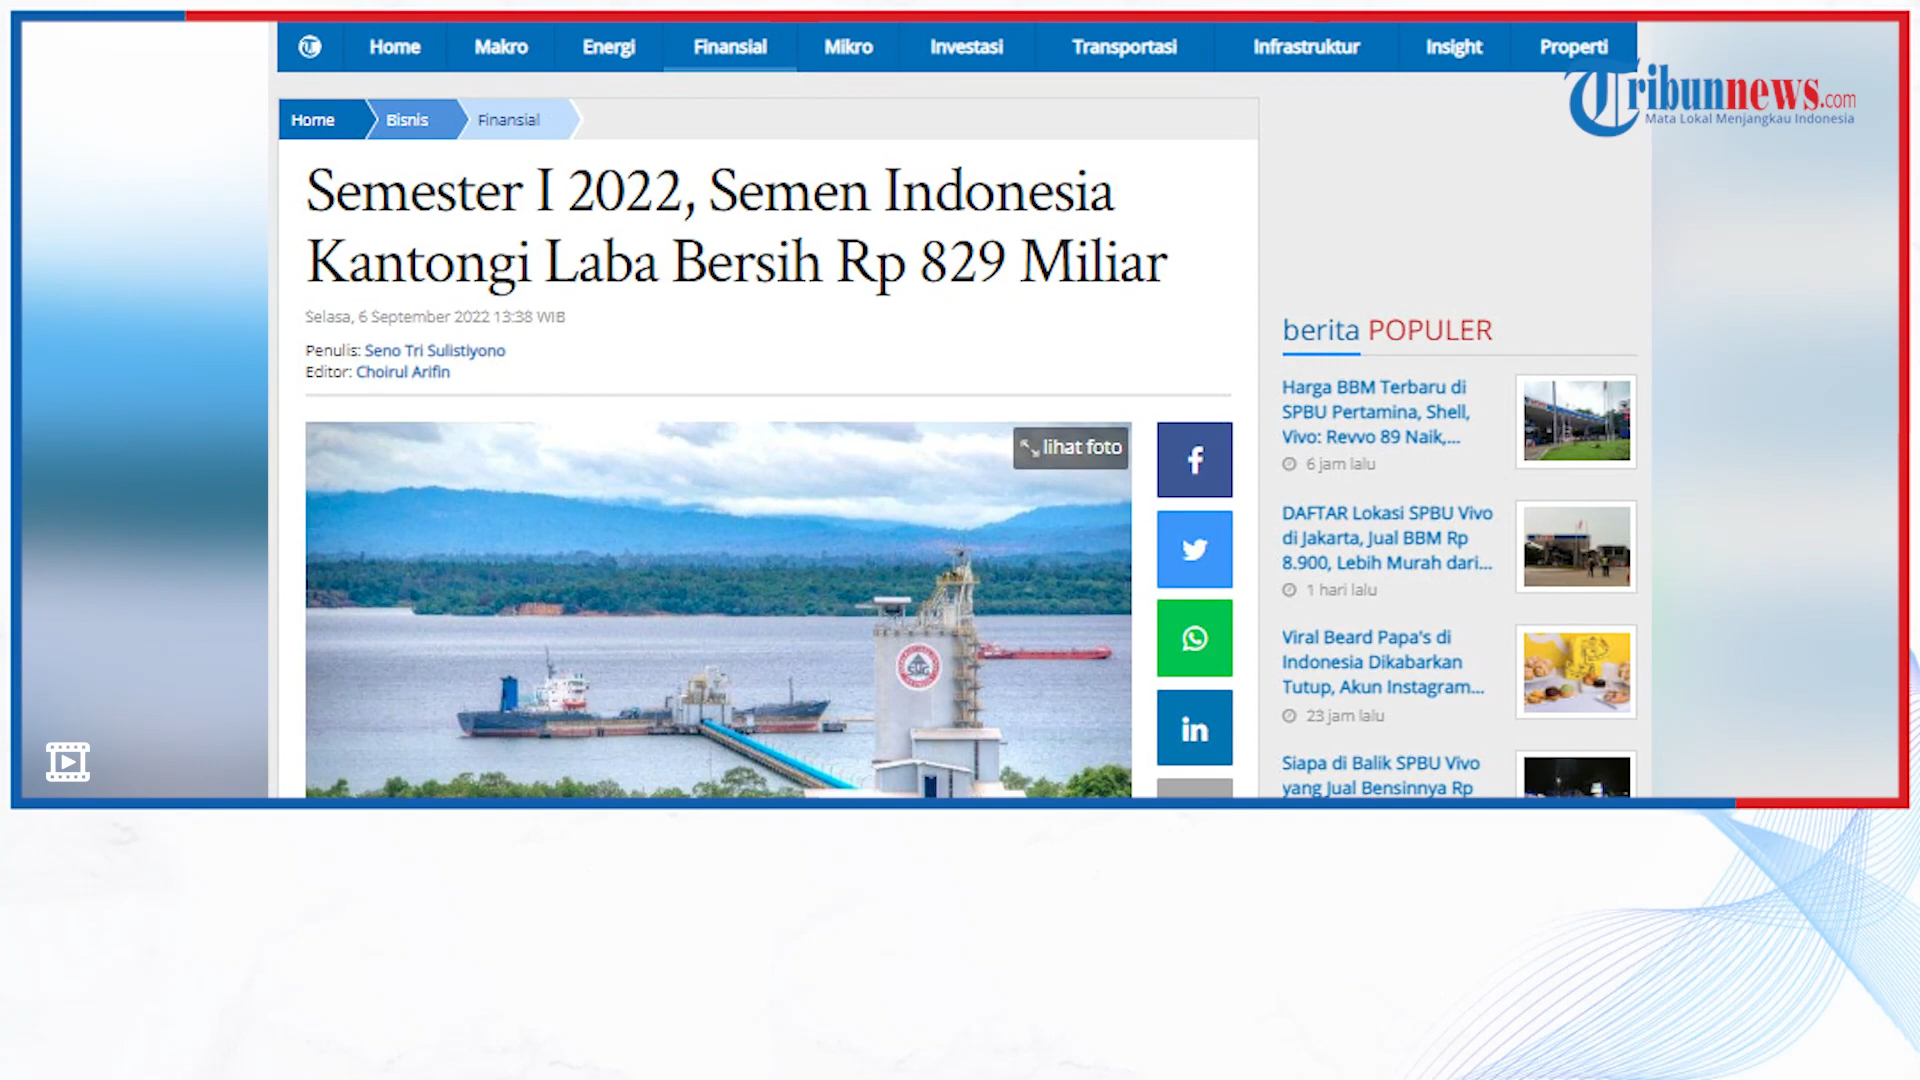 Home Makro Energi Finansial Mikro Investasi Transportasi Infrastruktur Insight Properti
Tribunnews.com
Mata Lokal Menjangkau Indonesia
Home Bisnis Finansial
Semester I 2022, Semen Indonesia
Kantongi Laba Bersih Rp 829 Miliar
Selasa, 6 September 2022 13:38 WIB
Penulis: Seno Tri Sulistiyono
Editor: Choirul Arifin
lihat foto
SIG
berita POPULER
Harga BBM Terbaru di
SPBU Pertamina, Shell,
Vivo: Revvo 89 Naik,...
6 jam lalu
DAFTAR Lokasi SPBU Vivo
di Jakarta, Jual BBM Rp
8.900, Lebih Murah dari...
1 hari lalu
Viral Beard Papa's di
Indonesia Dikabarkan
Tutup, Akun Instagram...
23 jam lalu
Siapa di Balik SPBU Vivo
yang Jual Bensinnya Rp